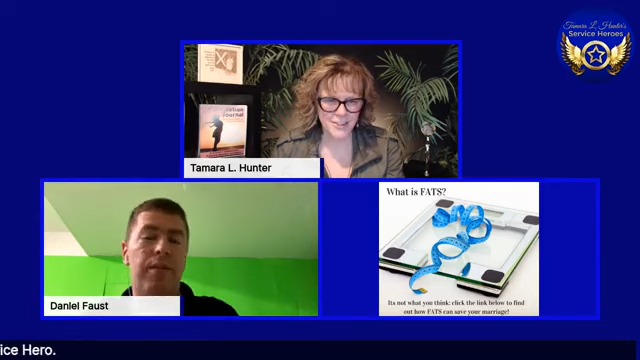 Tamara L. Hunter's
Service Heroes
Journal
Tamara L. Hunter
What is FATS?
Daniel Faust
Its not what you think: click the link below to find
out how FATS can save your marriage!
ice Hero.